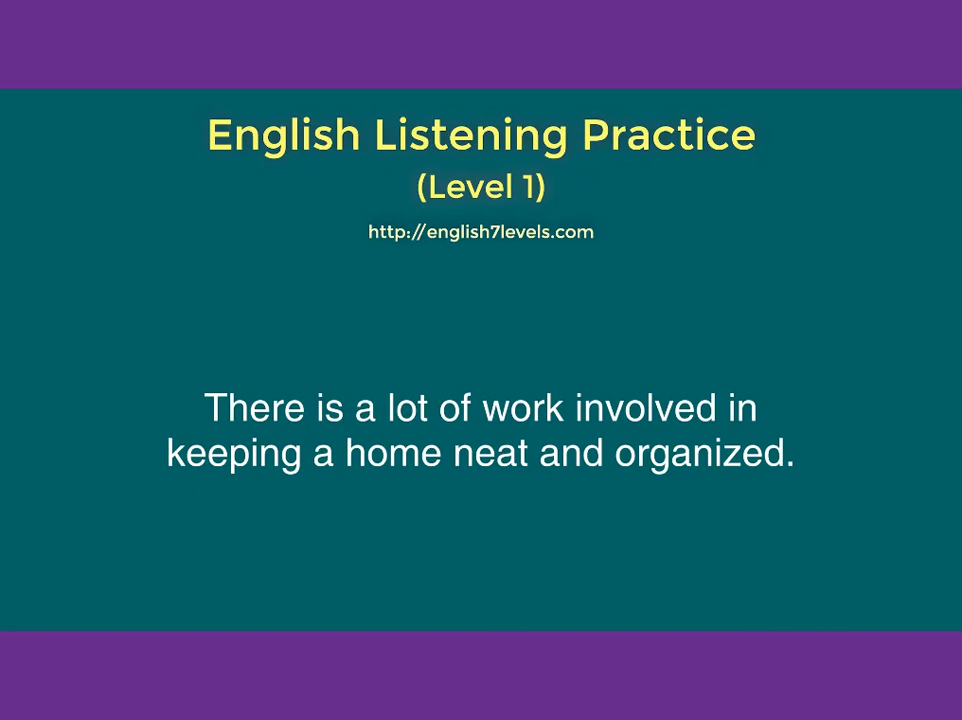 English Listening Practice
(Level 1)
http://english7levels.com
There is a lot of work involved in
keeping a home neat and organized.